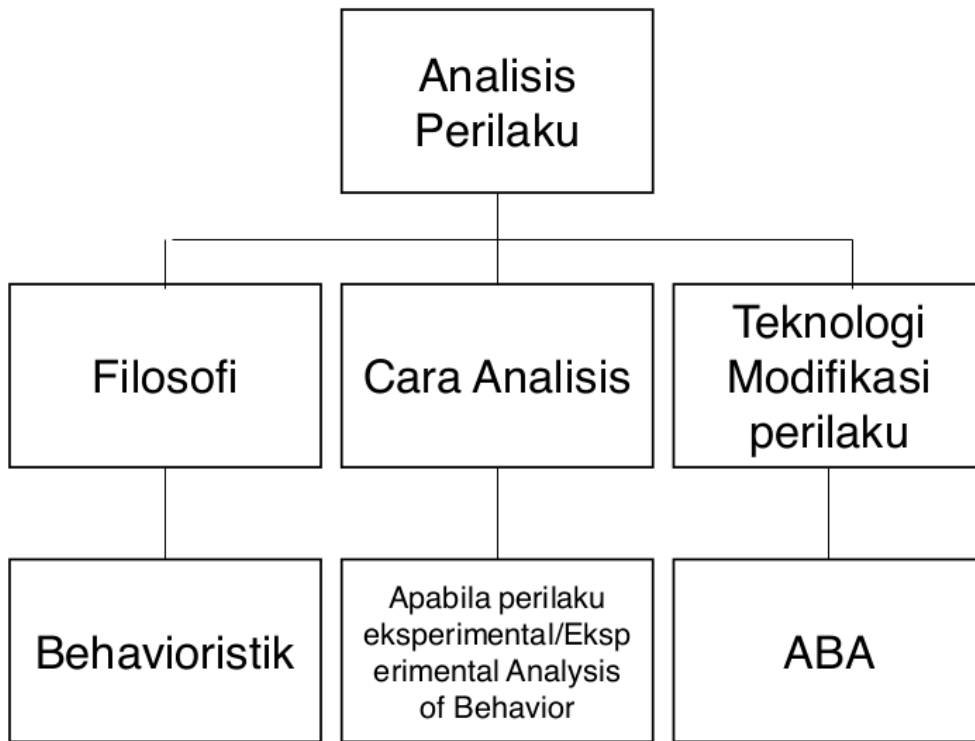 Analisis
Perilaku
Filosofi
Cara Analisis
Teknologi
Modifikasi
perilaku
Behavioristik
Apabila perilaku
eksperimental/Eksp
erimental Analysis
of Behavior
ABA